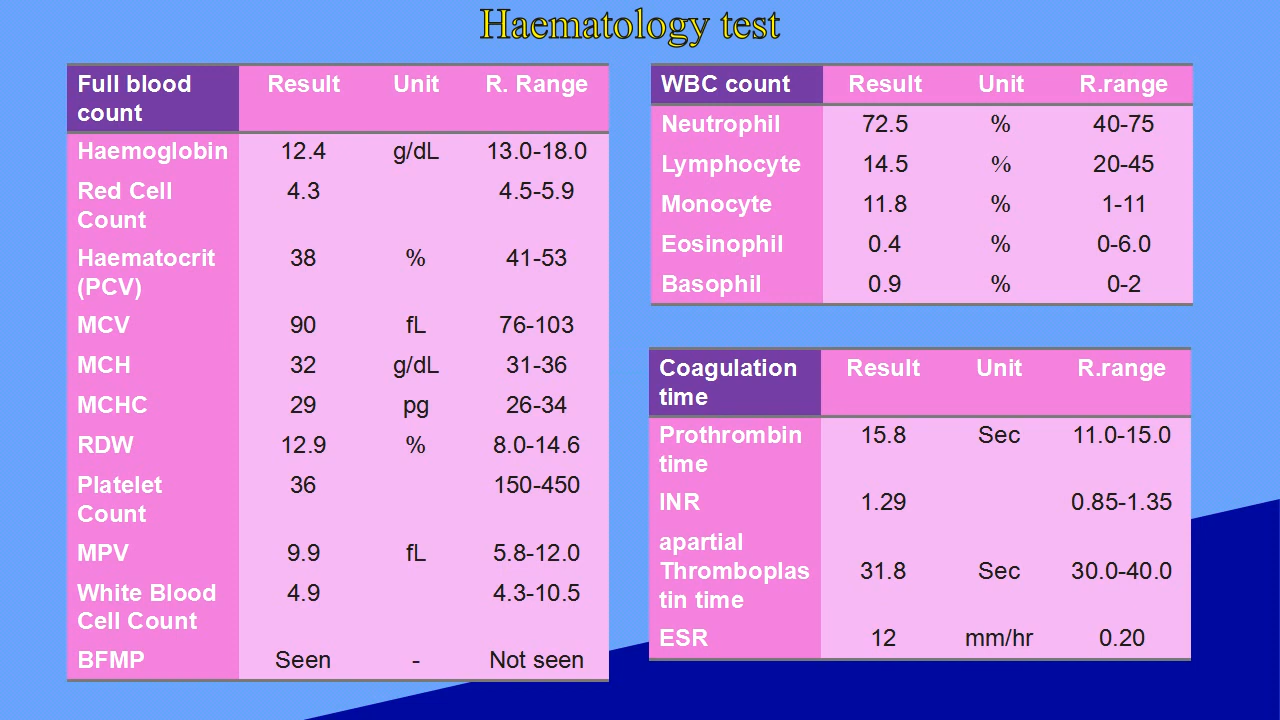 Haematology test
Full blood count Result Unit R. Range
Haemoglobin 12.4 g/dL 13.0-18.0
Red Cell Count 4.3 4.5-5.9
Haematocrit (PCV) 38 % 41-53
MCV 90 fL 76-103
MCH 32 g/dL 31-36
MCHC 29 pg 26-34
RDW 12.9 % 8.0-14.6
Platelet Count 36 150-450
MPV 9.9 fL 5.8-12.0
White Blood Cell Count 4.9 4.3-10.5
BFMP Seen - Not seen
WBC count Result Unit R.range
Neutrophil 72.5 % 40-75
Lymphocyte 14.5 % 20-45
Monocyte 11.8 % 1-11
Eosinophil 0.4 % 0-6.0
Basophil 0.9 % 0-2
Coagulation time Result Unit R.range
Prothrombin time 15.8 Sec 11.0-15.0
INR 1.29 0.85-1.35
apartial Thromboplas tin time 31.8 Sec 30.0-40.0
ESR 12 mm/hr 0.20